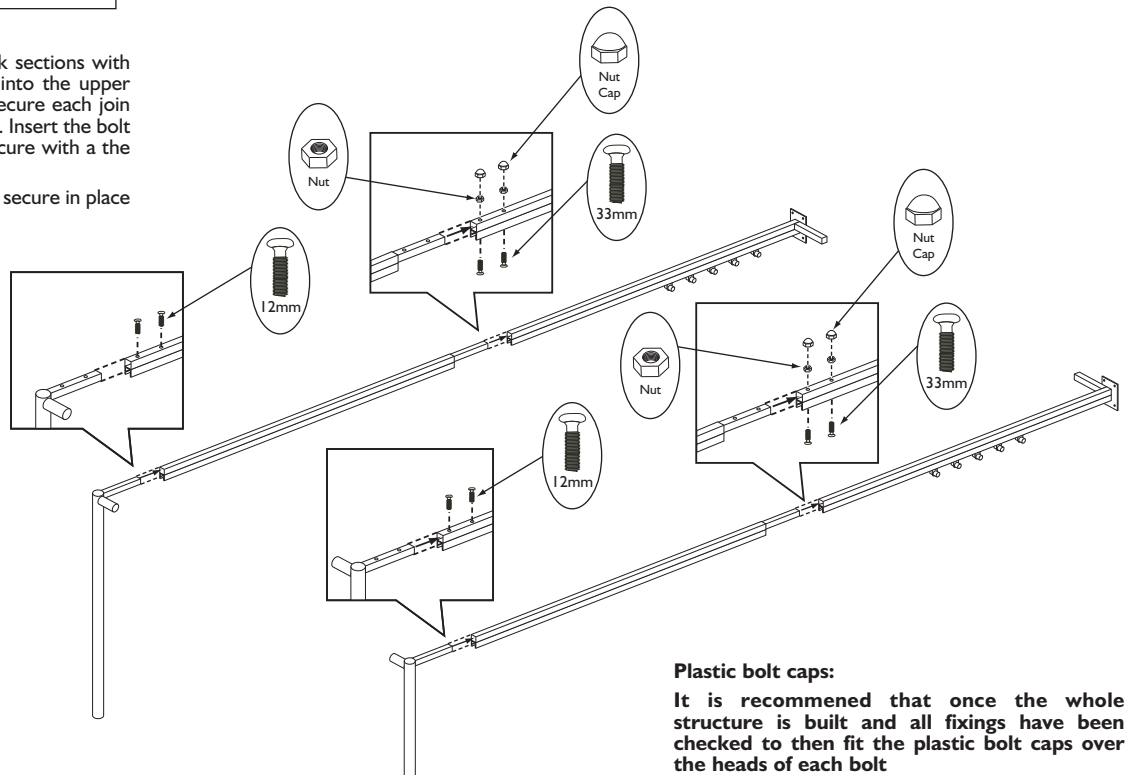 k sections with
into the upper
ecure each join
. Insert the bolt
cure with a the
secure in place
Nut
Cap
Nut
33mm
12mm
Nut
Cap
Nut
33mm
12mm
Plastic bolt caps:
It is recommened that once the whole
structure is built and all fixings have been
checked to then fit the plastic bolt caps over
the heads of each bolt